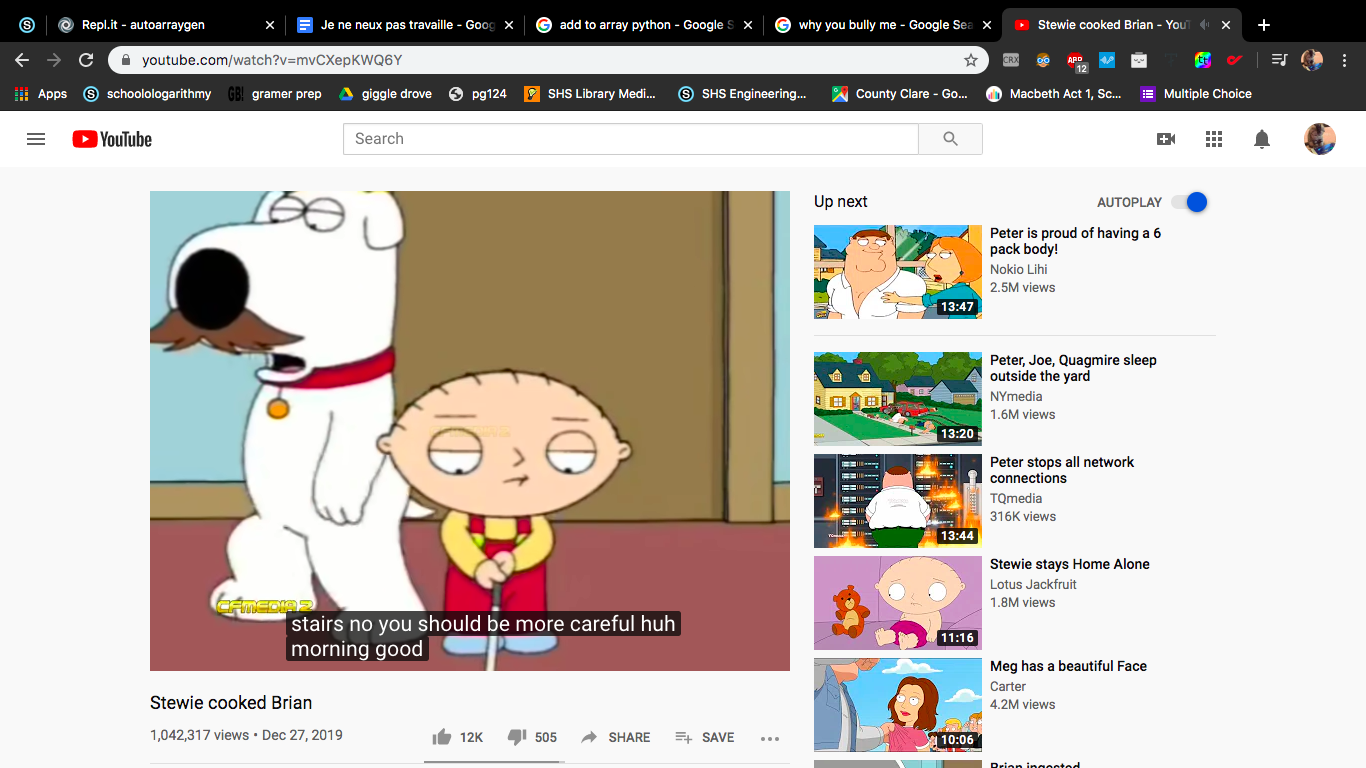 Repl.it - autoarraygen
Je ne neux pas travaille - Goog
add to array python - Google S
why you bully me - Google Sea
Stewie cooked Brian - YouT
youtube.com/watch?v=mvCXepKWQ6Y
CRX
ABP
12
Apps
schoolologarithmy
GB!
gramer prep
giggle drove
pg124
SHS Library Medi...
SHS Engineering...
County Clare - Go...
Macbeth Act 1, Sc...
Multiple Choice
YouTube
Search
CFMEDIA 2
stairs no you should be more careful huh
morning good
Stewie cooked Brian
1,042,317 views • Dec 27, 2019
12K
505
SHARE
SAVE
Up next
AUTOPLAY
13:47
Peter is proud of having a 6
pack body!
Nokio Lihi
2.5M views
13:20
Peter, Joe, Quagmire sleep
outside the yard
NYmedia
1.6M views
13:44
Peter stops all network
connections
TQmedia
316K views
11:16
Stewie stays Home Alone
Lotus Jackfruit
1.8M views
10:06
Meg has a beautiful Face
Carter
4.2M views
Brian ingested